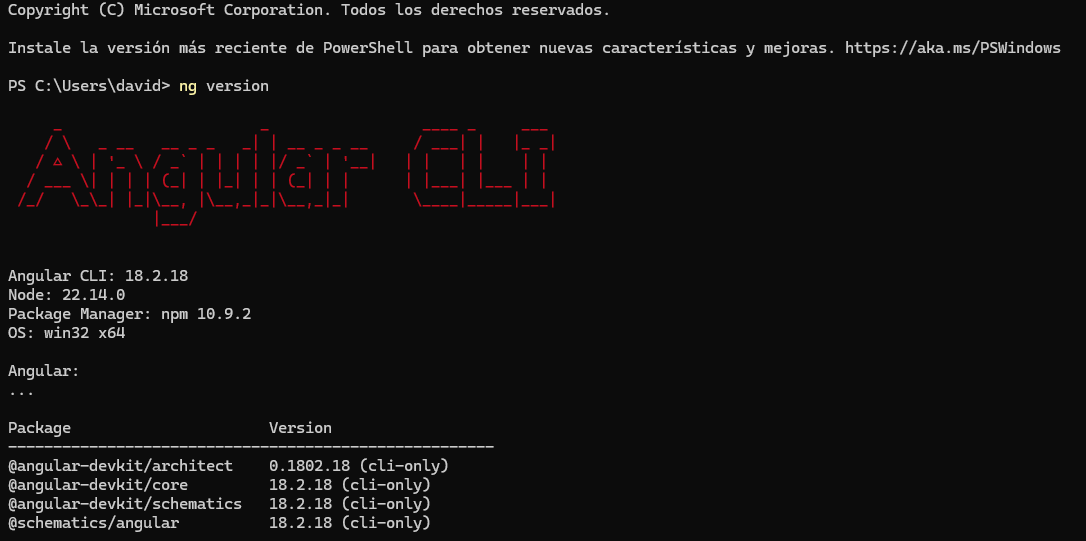 Copyright (C) Microsoft Corporation. Todos los derechos reservados.
Instale la versión más reciente de PowerShell para obtener nuevas características y mejoras. https://aka.ms/PSWindows
PS C:\Users\david> ng version
Angular CLI
Angular CLI: 18.2.18
Node: 22.14.0
Package Manager: npm 10.9.2
OS: win32 x64
Angular:
...
Package Version
------------------------------------------------------
@angular-devkit/architect 0.1802.18 (cli-only)
@angular-devkit/core 18.2.18 (cli-only)
@angular-devkit/schematics 18.2.18 (cli-only)
@schematics/angular 18.2.18 (cli-only)